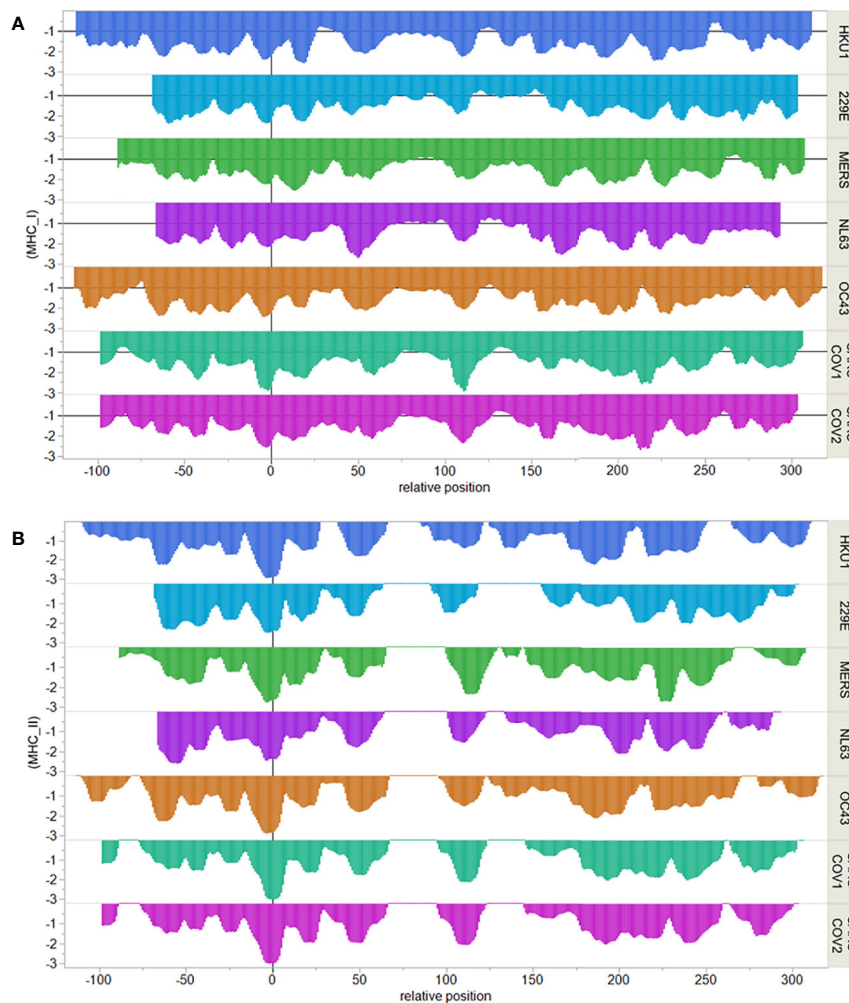 A
-1
-2
-3
HKU1
-1
-2
-3
229E
-1
-2
-3
MERS
-1
-2
-3
NL63
-1
-2
-3
OC43
-1
-2
-3
COV1
-1
-2
-3
COV2
(MHC_I)
-100 -50 0 50 100 150 200 250 300
relative position
B
-1
-2
-3
HKU1
-1
-2
-3
229E
-1
-2
-3
MERS
-1
-2
-3
NL63
-1
-2
-3
OC43
-1
-2
-3
COV1
-1
-2
-3
COV2
(MHC_II)
-100 -50 0 50 100 150 200 250 300
relative position